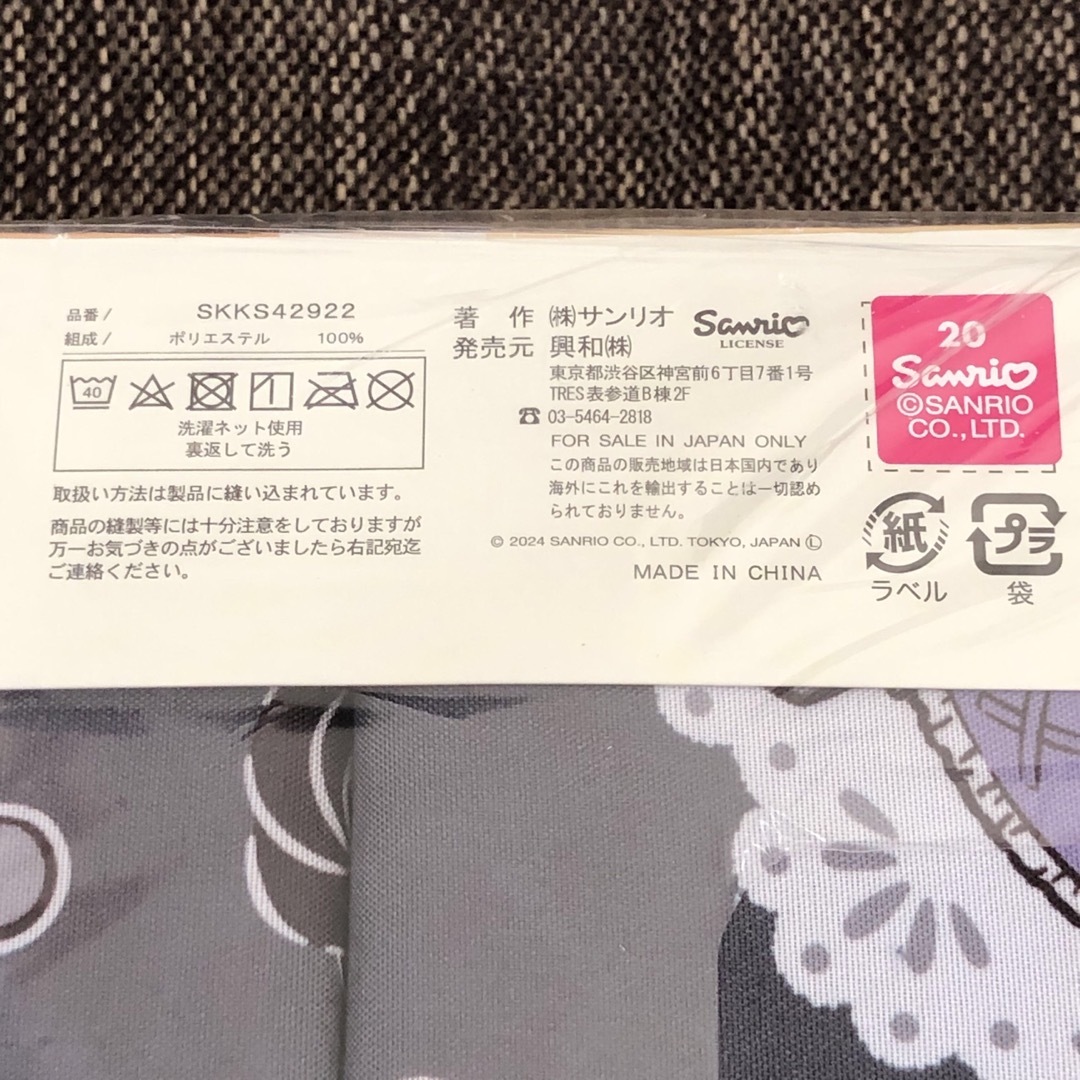 品番 / SKKS42922
組成 / ポリエステル 100%
40
洗濯ネット使用
裏返して洗う
取扱い方法は製品に縫い込まれています。
商品の縫製等には十分注意をしておりますが
万一お気づきの点がございましたら右記宛迄
ご連絡ください。
著 作 ㈱サンリオ
発売元 興和㈱
Sanrio
LICENSE
東京都渋谷区神宮前6丁目7番1号
TRES表参道B棟2F
☎ 03-5464-2818
FOR SALE IN JAPAN ONLY
この商品の販売地域は日本国内であり
海外にこれを輸出することは一切認め
られておりません。
© 2024 SANRIO CO., LTD. TOKYO, JAPAN Ⓛ
MADE IN CHINA
20
Sanrio
©SANRIO
CO., LTD.
紙
ラベル
プラ
袋